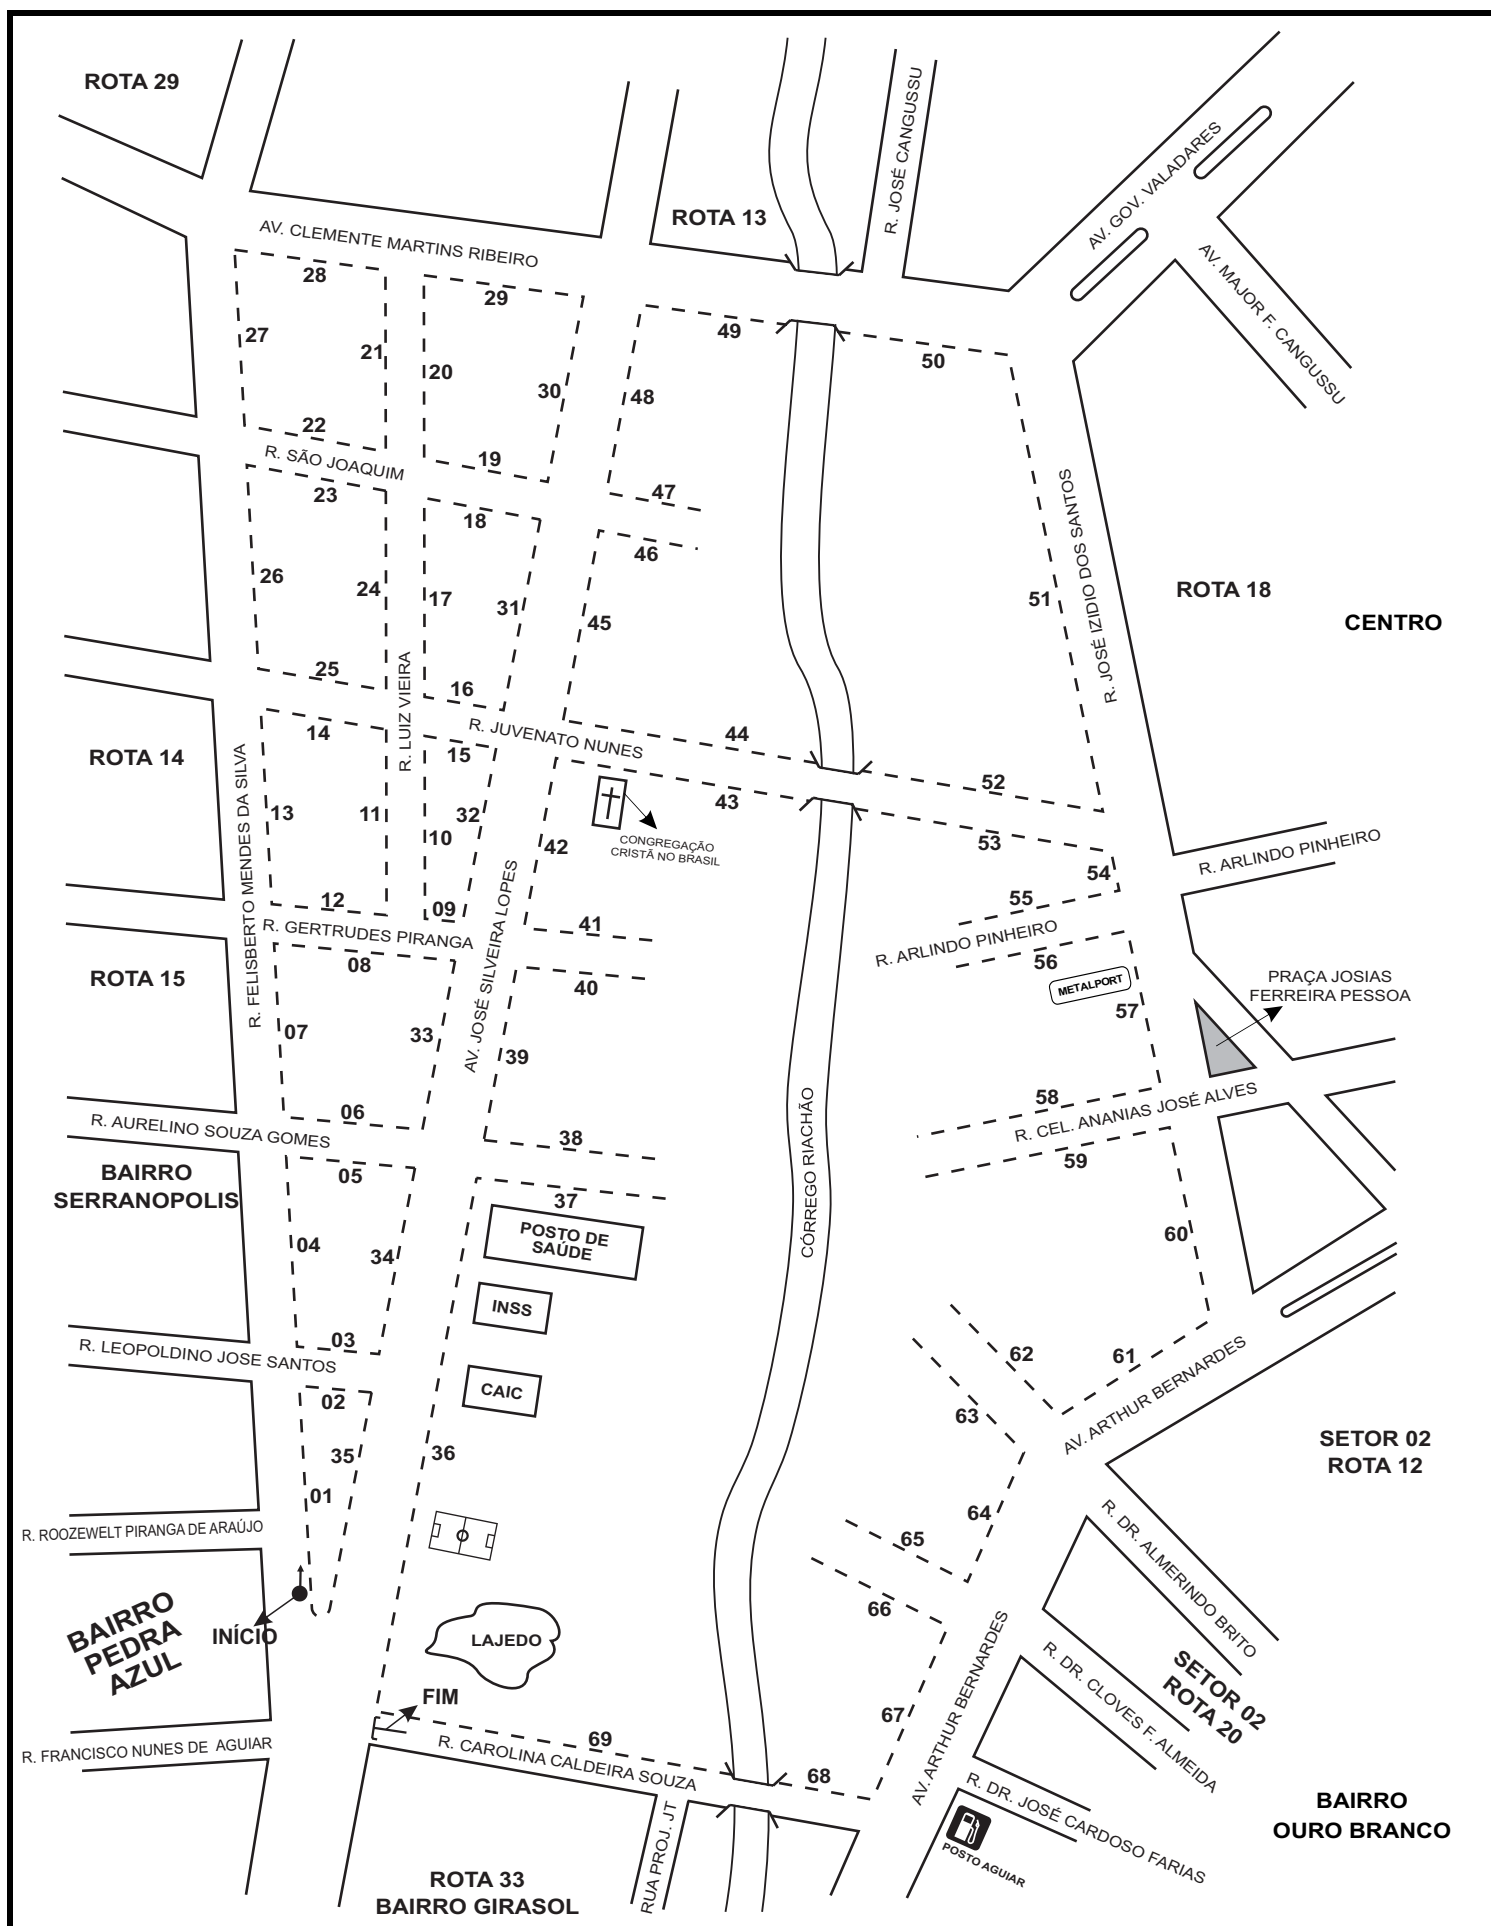 ROTA 29
R. JOSÉ CANGUSSU
AV. GOV. VALADARES
ROTA 13
AV. CLEMENTE MARTINS RIBEIRO
AV. MAJOR F. CANGUSSU
28
29
27
21
20
30
48
49
50
22
R. SÃO JOAQUIM
19
23
18
47
46
R. JOSÉ IZIDIO DOS SANTOS
26
24
17
31
45
51
ROTA 18
CENTRO
25
R. LUIZ VIEIRA
16
14
15
R. JUVENATO NUNES
44
ROTA 14
R. FELISBERTO MENDES DA SILVA
13
11
10
32
42
43
52
53
CONGREGAÇÃO
CRISTÃ NO BRASIL
54
R. ARLINDO PINHEIRO
12
09
AV. JOSÉ SILVEIRA LOPES
41
55
R. GERTRUDES PIRANGA
R. ARLINDO PINHEIRO
08
40
56
ROTA 15
METALPORT
PRAÇA JOSIAS
FERREIRA PESSOA
07
33
39
57
06
58
R. AURELINO SOUZA GOMES
38
R. CEL. ANANIAS JOSÉ ALVES
CÓRREGO RIACHÃO
BAIRRO
SERRANOPOLIS
05
37
59
POSTO DE
SAÚDE
04
34
60
INSS
03
R. LEOPOLDINO JOSE SANTOS
62
61
AV. ARTHUR BERNARDES
CAIC
02
63
35
36
SETOR 02
ROTA 12
01
64
R. DR. ALMERINDO BRITO
R. ROOZEWELT PIRANGA DE ARAÚJO
65
66
BAIRRO
PEDRA
AZUL
INÍCIO
LAJEDO
SETOR 02
ROTA 20
R. DR. CLOVES F. ALMEIDA
FIM
67
AV. ARTHUR BERNARDES
R. FRANCISCO NUNES DE AGUIAR
69
R. CAROLINA CALDEIRA SOUZA
68
R. DR. JOSÉ CARDOSO FARIAS
BAIRRO
OURO BRANCO
POSTO AGUIAR
RUA PROJ. JT
ROTA 33
BAIRRO GIRASOL